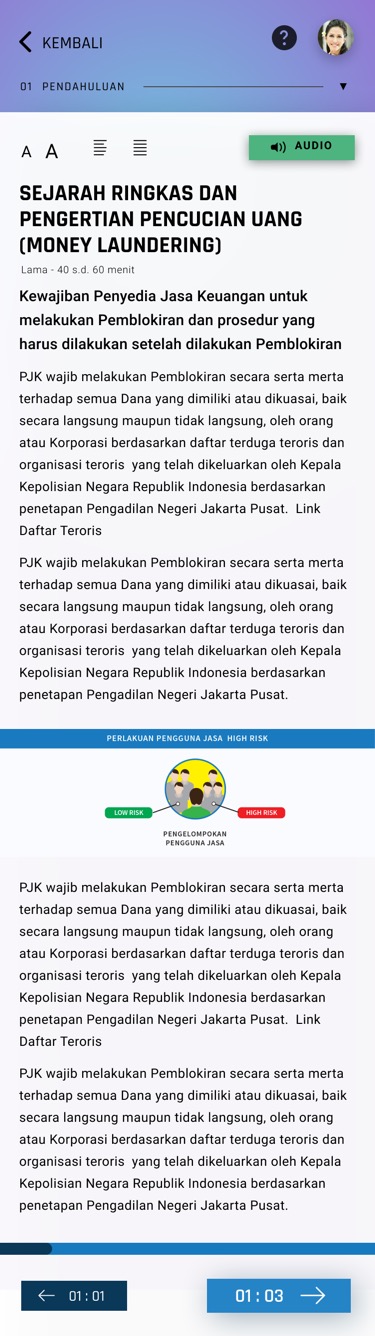 KEMBALI
?
01 PENDAHULUAN
▼
A A
AUDIO
SEJARAH RINGKAS DAN
PENGERTIAN PENCUCIAN UANG
(MONEY LAUNDERING)
Lama - 40 s.d. 60 menit
Kewajiban Penyedia Jasa Keuangan untuk
melakukan Pemblokiran dan prosedur yang
harus dilakukan setelah dilakukan Pemblokiran
PJK wajib melakukan Pemblokiran secara serta merta
terhadap semua Dana yang dimiliki atau dikuasai, baik
secara langsung maupun tidak langsung, oleh orang
atau Korporasi berdasarkan daftar terduga teroris dan
organisasi teroris  yang telah dikeluarkan oleh Kepala
Kepolisian Negara Republik Indonesia berdasarkan
penetapan Pengadilan Negeri Jakarta Pusat.  Link
Daftar Teroris
PJK wajib melakukan Pemblokiran secara serta merta
terhadap semua Dana yang dimiliki atau dikuasai, baik
secara langsung maupun tidak langsung, oleh orang
atau Korporasi berdasarkan daftar terduga teroris dan
organisasi teroris  yang telah dikeluarkan oleh Kepala
Kepolisian Negara Republik Indonesia berdasarkan
penetapan Pengadilan Negeri Jakarta Pusat.
PERLAKUAN PENGGUNA JASA  HIGH RISK
LOW RISK
HIGH RISK
PENGELOMPOKAN
PENGGUNA JASA
PJK wajib melakukan Pemblokiran secara serta merta
terhadap semua Dana yang dimiliki atau dikuasai, baik
secara langsung maupun tidak langsung, oleh orang
atau Korporasi berdasarkan daftar terduga teroris dan
organisasi teroris  yang telah dikeluarkan oleh Kepala
Kepolisian Negara Republik Indonesia berdasarkan
penetapan Pengadilan Negeri Jakarta Pusat.  Link
Daftar Teroris
PJK wajib melakukan Pemblokiran secara serta merta
terhadap semua Dana yang dimiliki atau dikuasai, baik
secara langsung maupun tidak langsung, oleh orang
atau Korporasi berdasarkan daftar terduga teroris dan
organisasi teroris  yang telah dikeluarkan oleh Kepala
Kepolisian Negara Republik Indonesia berdasarkan
penetapan Pengadilan Negeri Jakarta Pusat.
← 01 : 01
01 : 03 →